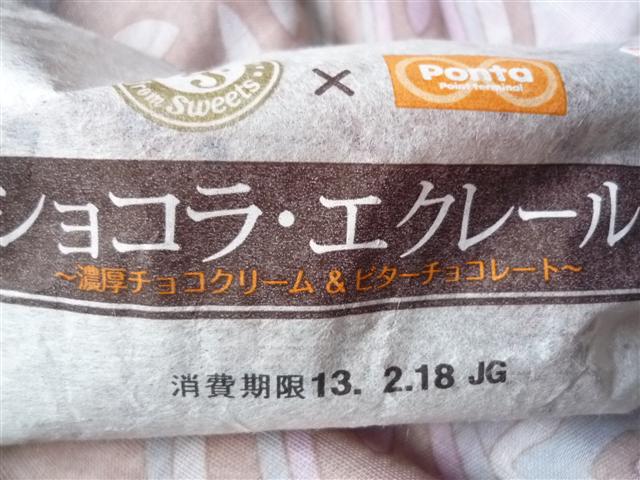 from Sweets
×
Ponta
Point Terminal
ショコラ・エクレール
〜濃厚チョコクリーム & ビターチョコレート〜
消費期限13. 2.18 JG